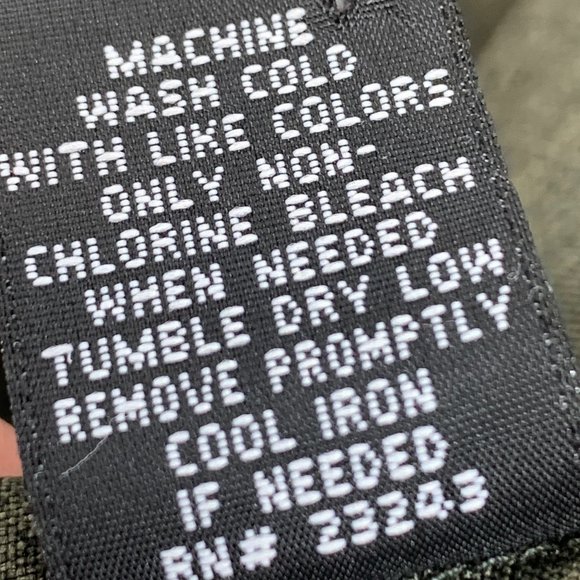 MACHINE
WASH COLD
WITH LIKE COLORS
ONLY NON-
CHLORINE BLEACH
WHEN NEEDED
TUMBLE DRY LOW
REMOVE PROMPTLY
COOL IRON
IF NEEDED
RN# 23243